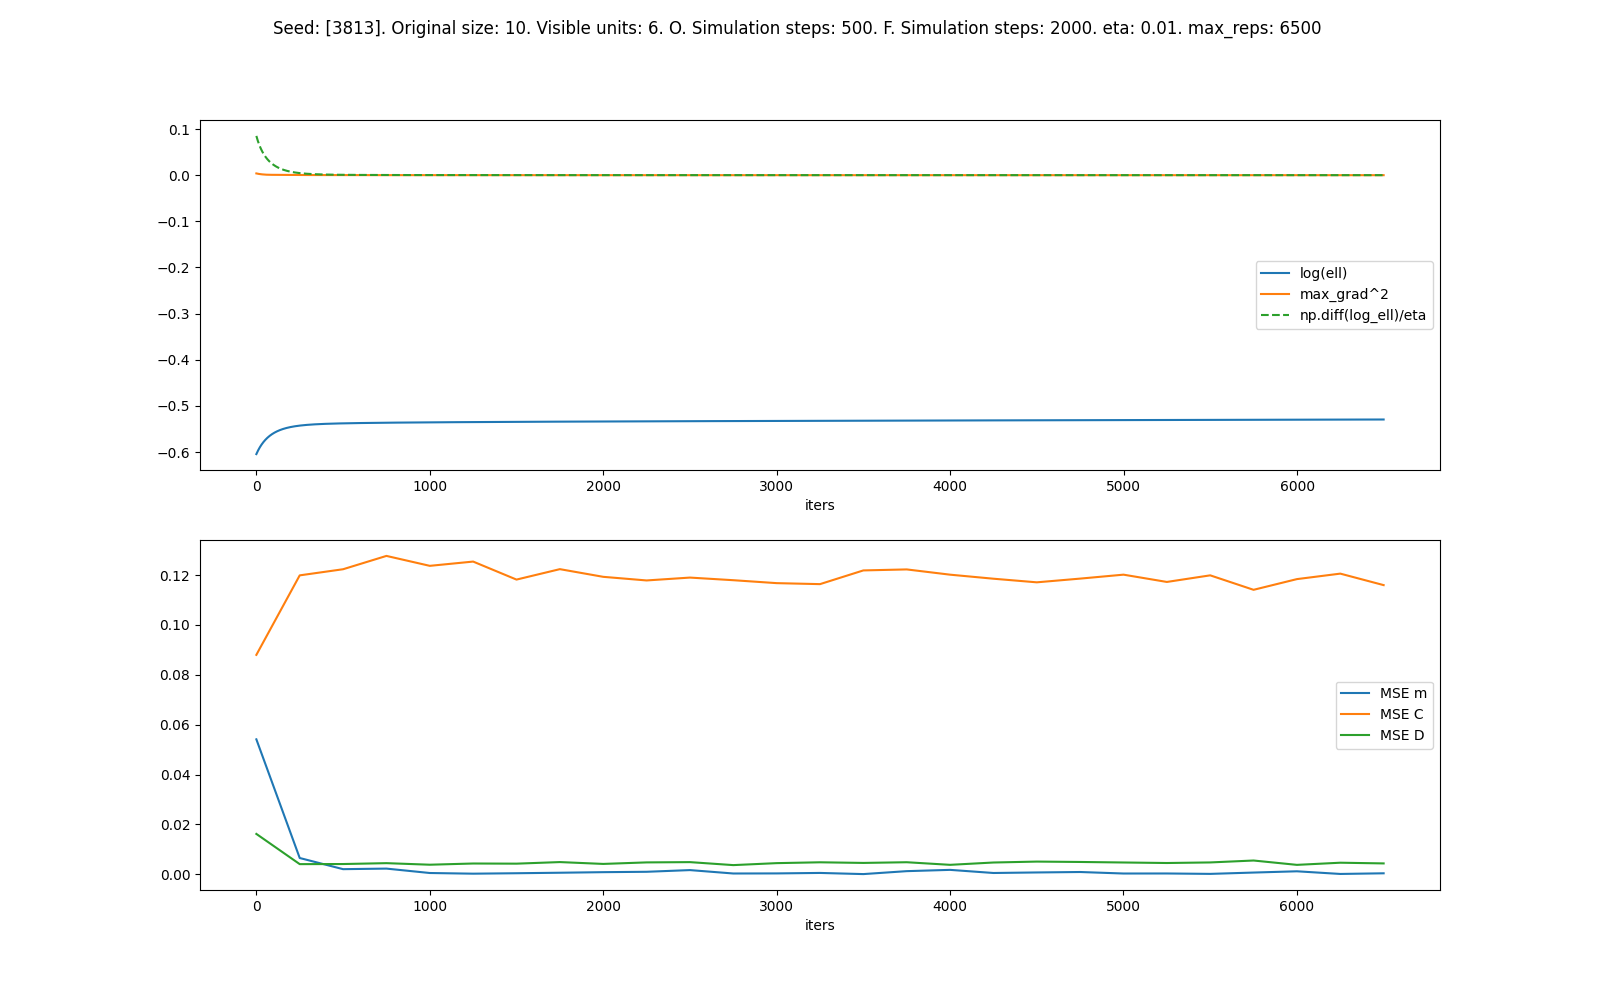 Seed: [3813]. Original size: 10. Visible units: 6. O. Simulation steps: 500. F. Simulation steps: 2000. eta: 0.01. max_reps: 6500
0.1
0.0
−0.1
−0.2
−0.3
−0.4
−0.5
−0.6
log(ell)
max_grad^2
np.diff(log_ell)/eta
0 1000 2000 3000 4000 5000 6000
iters
0.12
0.10
0.08
0.06
0.04
0.02
0.00
MSE m
MSE C
MSE D
0 1000 2000 3000 4000 5000 6000
iters